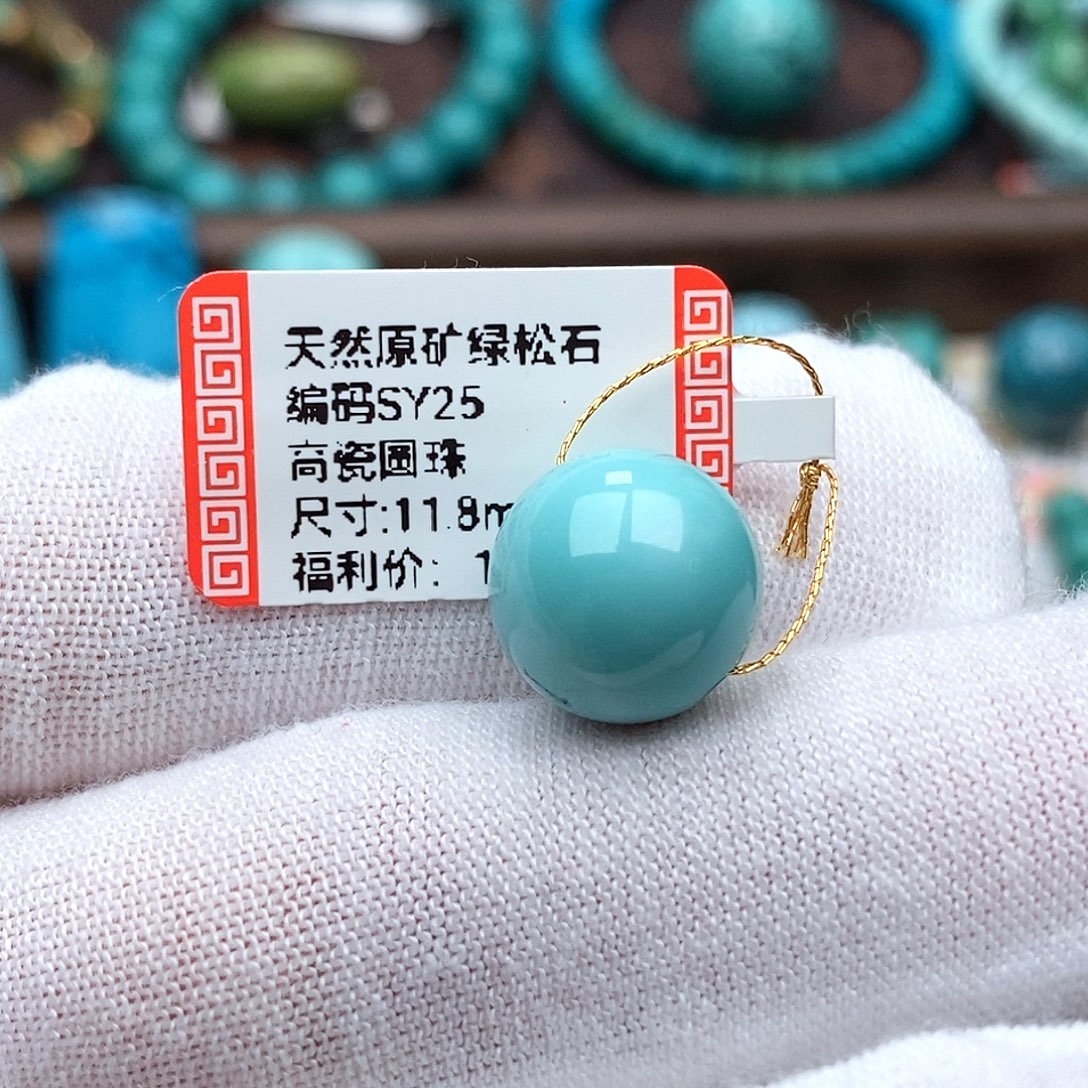 天然原矿绿松石
编码SY25
高瓷圆珠
尺寸:11.8m
福利价: 1